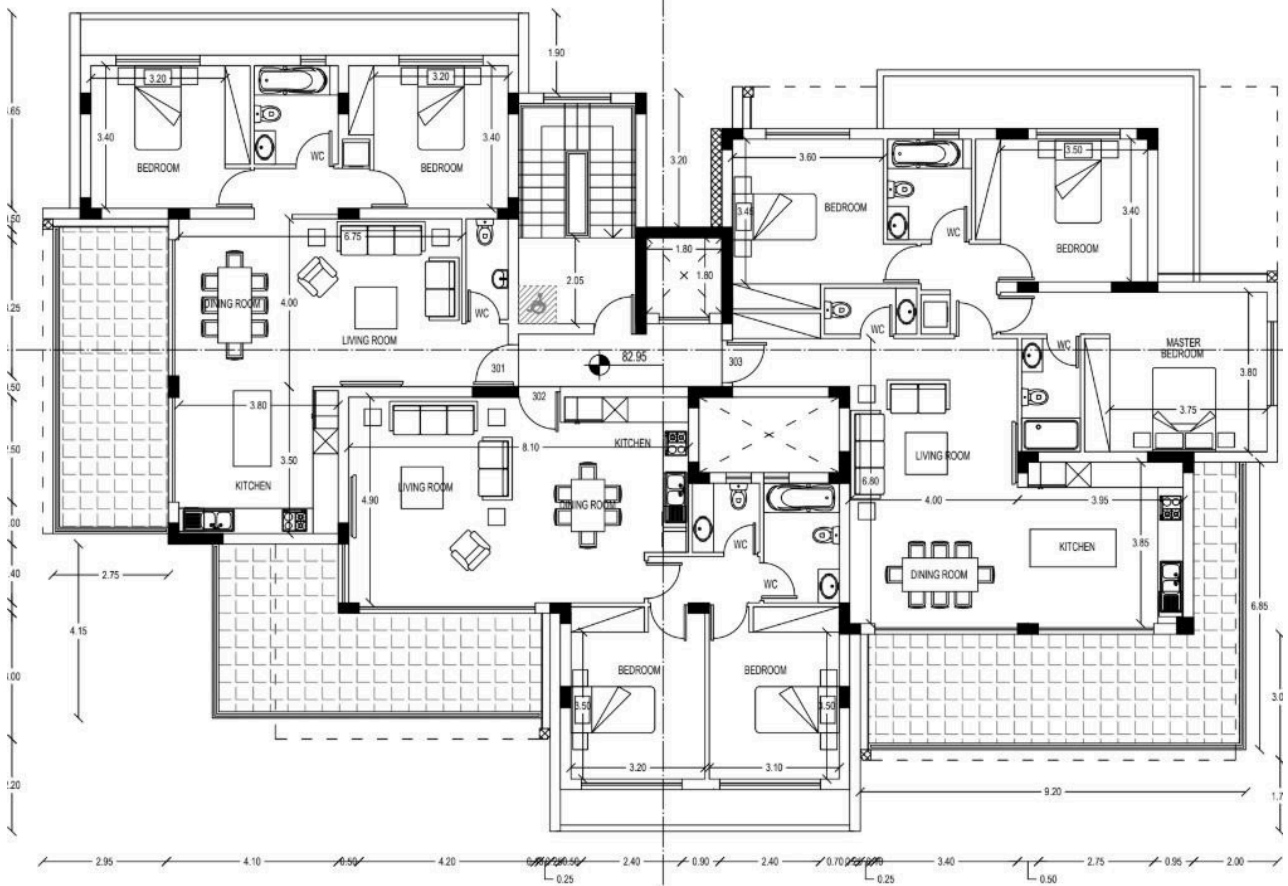 1.90
3.20
3.20
3.40
3.40
BEDROOM
WC
BEDROOM
3.20
3.60
3.50
3.45
3.40
BEDROOM
WC
BEDROOM
6.75
4.00
DINING ROOM
LIVING ROOM
WC
2.05
1.80
1.80
WC
WC
MASTER
BEDROOM
3.80
3.75
301
302
82.95
303
3.80
3.50
KITCHEN
8.10
KITCHEN
LIVING ROOM
4.90
DINING ROOM
WC
WC
LIVING ROOM
6.80
4.00
3.95
3.85
KITCHEN
DINING ROOM
6.85
2.75
4.15
BEDROOM
BEDROOM
3.50
3.50
3.20
3.10
9.20
2.95
4.10
0.50
4.20
2.40
0.90
2.40
0.70
3.40
2.75
0.95
2.00
0.25
0.25
0.50